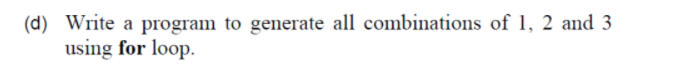 (d) Write a program to generate all combinations of 1, 2 and 3
using for loop.